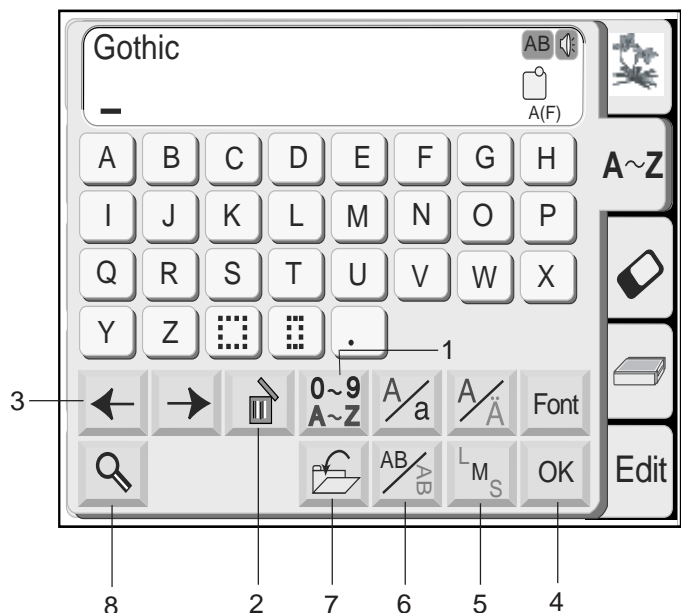 Gothic
AB
A(F)
A B C D E F G H
A~Z
I J K L M N O P
Q R S T U V W X
Y Z .
1
3
0~9
A~Z
A/a
A/Ä
Font
AB/AB
L M S
OK
Edit
8 2 7 6 5 4